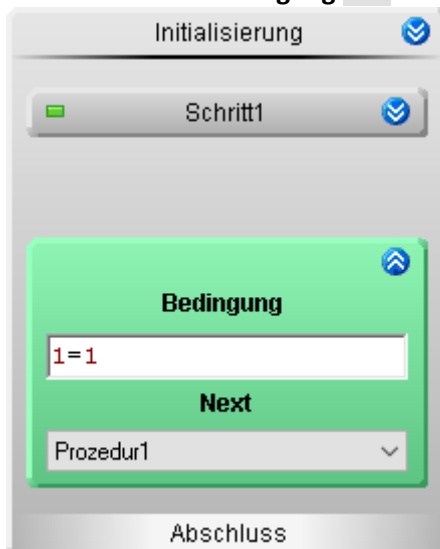 Initialisierung
Schritt1
Bedingung
1=1
Next
Prozedur1
Abschluss